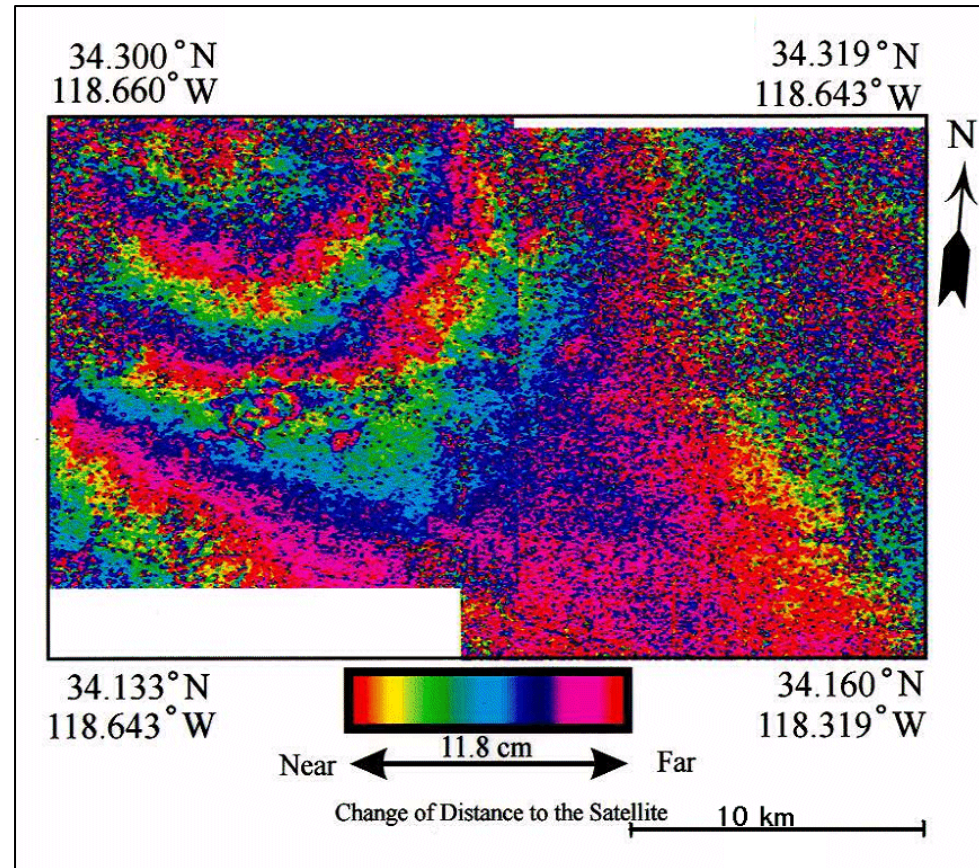 34.300°N
118.660°W
34.319°N
118.643°W
N
34.133°N
118.643°W
34.160°N
118.319°W
11.8 cm
Near
Far
Change of Distance to the Satellite
10 km